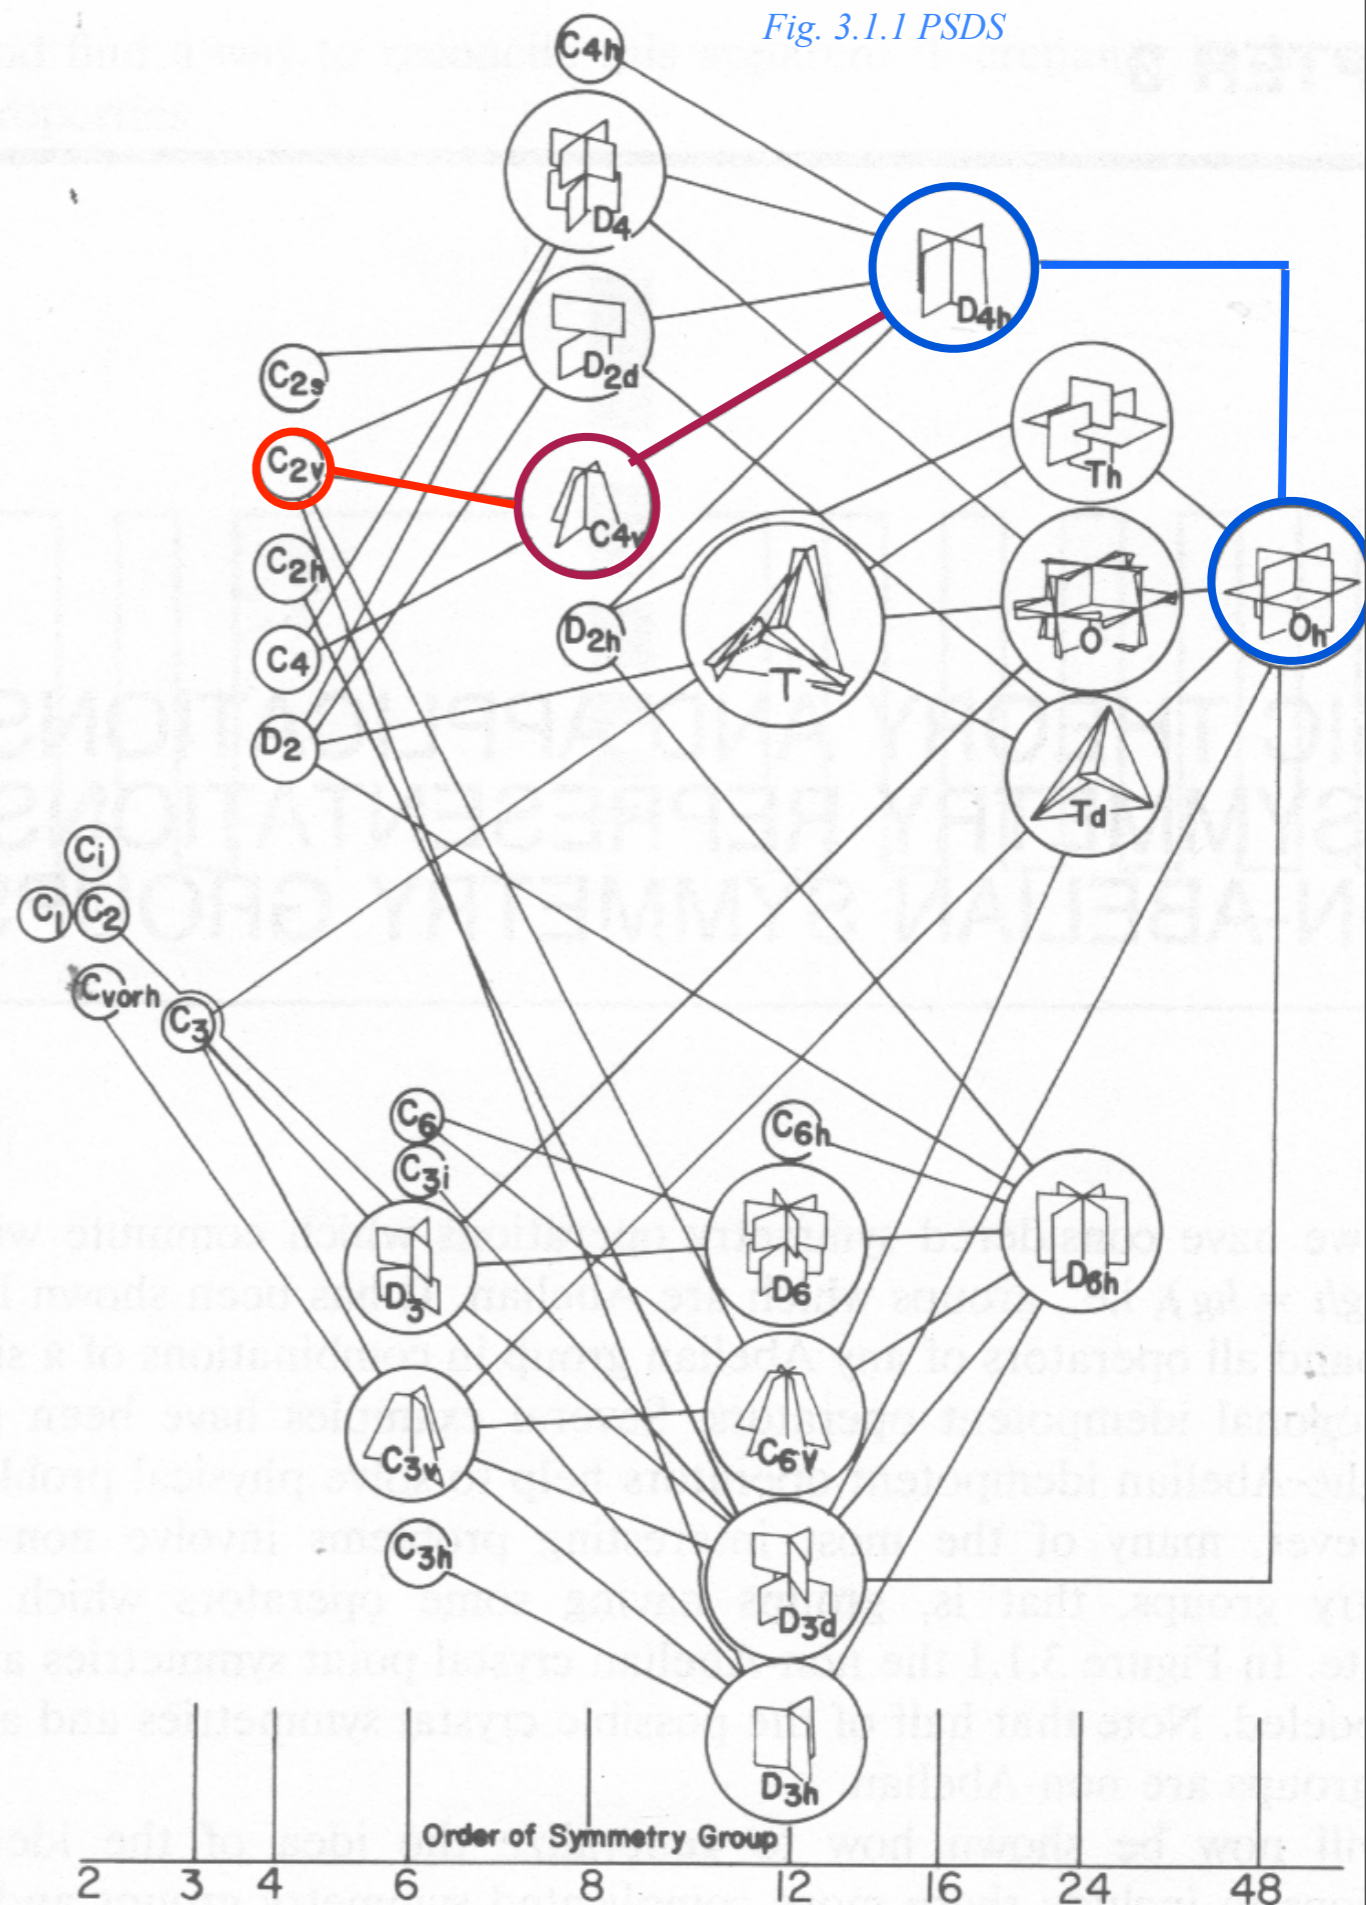 Fig. 3.1.1 PSDS
C4h
D4
D4h
C2s
D2d
C2v
C4v
Th
C2h
D2h
T
O
Oh
C4
D2
Td
Ci
C1
C2
Cvorh
C3
C6
C6h
C3i
D3
D6
D6h
C3v
C6v
C3h
D3d
D3h
Order of Symmetry Group
2 3 4 6 8 12 16 24 48